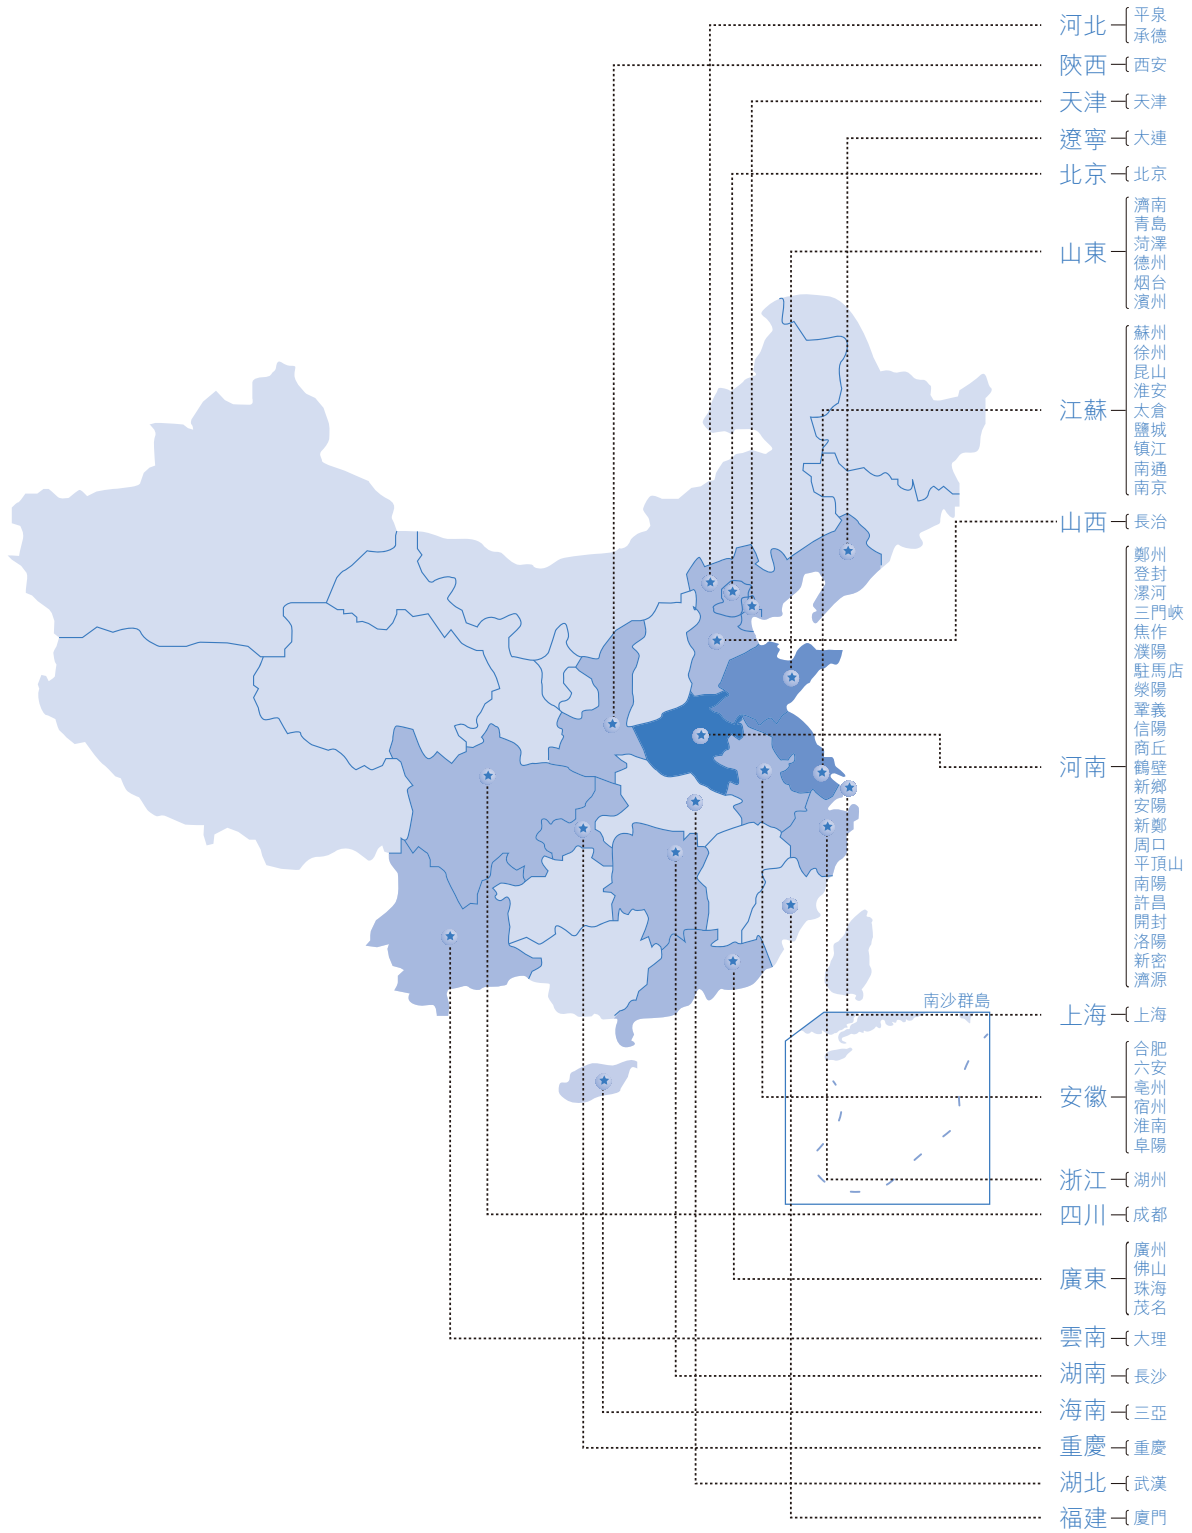 河北
平泉
承德
陝西
西安
天津
天津
遼寧
大連
北京
北京
山東
濟南
青島
菏澤
德州
烟台
濱州
江蘇
蘇州
徐州
昆山
淮安
太倉
鹽城
镇江
南通
南京
山西
長治
河南
鄭州
登封
漯河
三門峽
焦作
濮陽
駐馬店
滎陽
鞏義
信陽
商丘
鶴壁
新鄉
安陽
新鄭
周口
平頂山
南陽
許昌
開封
洛陽
新密
濟源
南沙群島
上海
上海
安徽
合肥
六安
亳州
宿州
淮南
阜陽
浙江
湖州
四川
成都
廣東
廣州
佛山
珠海
茂名
雲南
大理
湖南
長沙
海南
三亞
重慶
重慶
湖北
武漢
福建
廈門